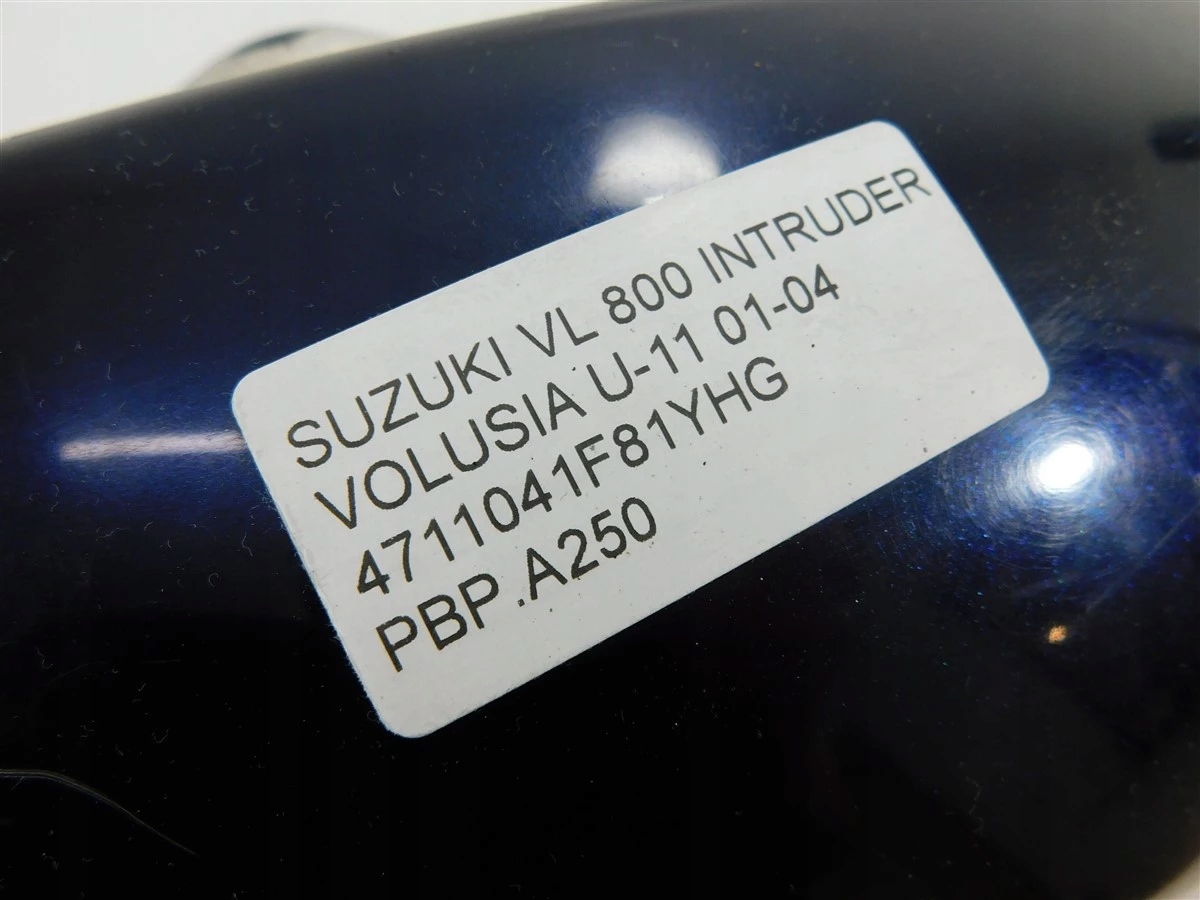 SUZUKI VL 800 INTRUDER
VOLUSIA U-11 01-04
4711041F81YHG
PBP.A250